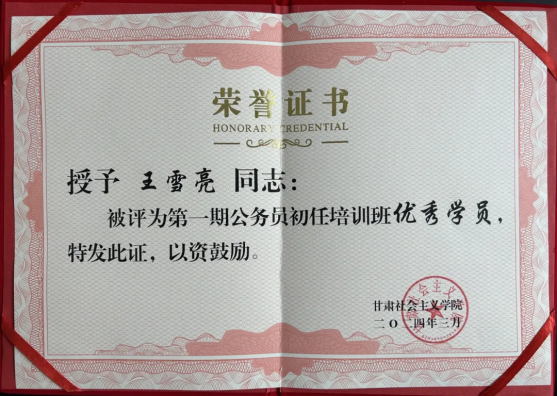 荣誉证书
HONORARY CREDENTIAL
授予 王雪亮 同志：
被评为第一期公务员初任培训班优秀学员，
特发此证，以资鼓励。
甘肃社会主义学院
二〇二四年三月